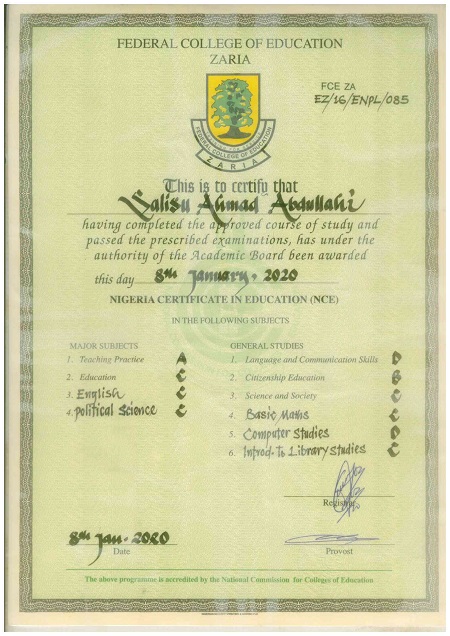 FEDERAL COLLEGE OF EDUCATION
ZARIA
FCE ZA
EZ/16/ENPL/085
FEDERAL COLLEGE OF EDUCATION
ZARIA
This is to certify that
Salisu Ahmad Abdullahi
having completed the approved course of study and
passed the prescribed examinations, has under the
authority of the Academic Board been awarded
this day 8th January, 2020
NIGERIA CERTIFICATE IN EDUCATION (NCE)
IN THE FOLLOWING SUBJECTS
MAJOR SUBJECTS
1. Teaching Practice A
2. Education C
3. English C
4. Political Science C
GENERAL STUDIES
1. Language and Communication Skills D
2. Citizenship Education B
3. Science and Society C
4. Basic Maths C
5. Computer Studies D
6. Introd. To Library Studies C
Registrar
8th Jan. 2020
Date
Provost
The above programme is accredited by the National Commission for Colleges of Education